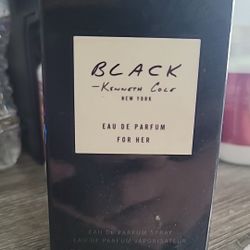 BLACK
-KENNETH COLE
NEW YORK
EAU DE PARFUM
FOR HER
EAU DE PARFUM SPRAY
EAU DE PARFUM VAPORISATEUR